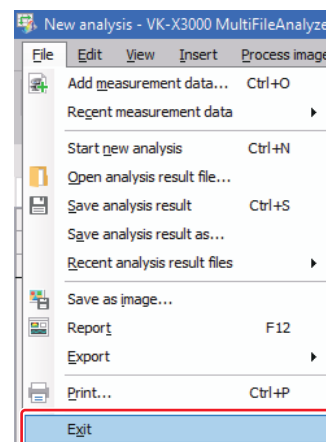 New analysis - VK-X3000 MultiFileAnalyze
File Edit View Insert Process image
Add measurement data... Ctrl+O
Recent measurement data
Start new analysis Ctrl+N
Open analysis result file...
Save analysis result Ctrl+S
Save analysis result as...
Recent analysis result files
Save as image...
Report F12
Export
Print... Ctrl+P
Exit